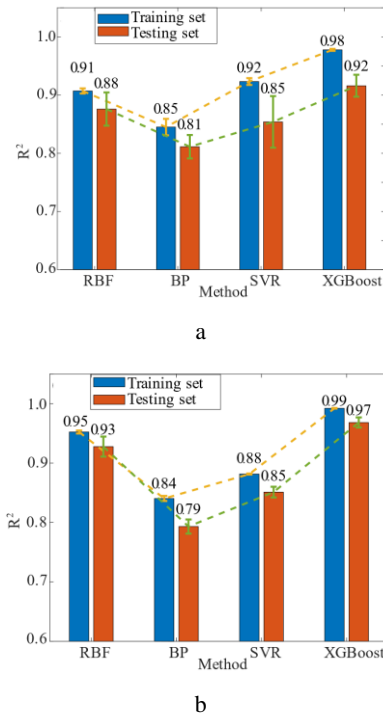 Training set
Testing set
1.0
0.9
0.8
0.7
0.6
R²
0.91
0.88
0.85
0.81
0.92
0.85
0.98
0.92
RBF
BP
SVR
XGBoost
Method
a
Training set
Testing set
1.0
0.9
0.8
0.7
0.6
R²
0.95
0.93
0.84
0.79
0.88
0.85
0.99
0.97
RBF
BP
SVR
XGBoost
Method
b